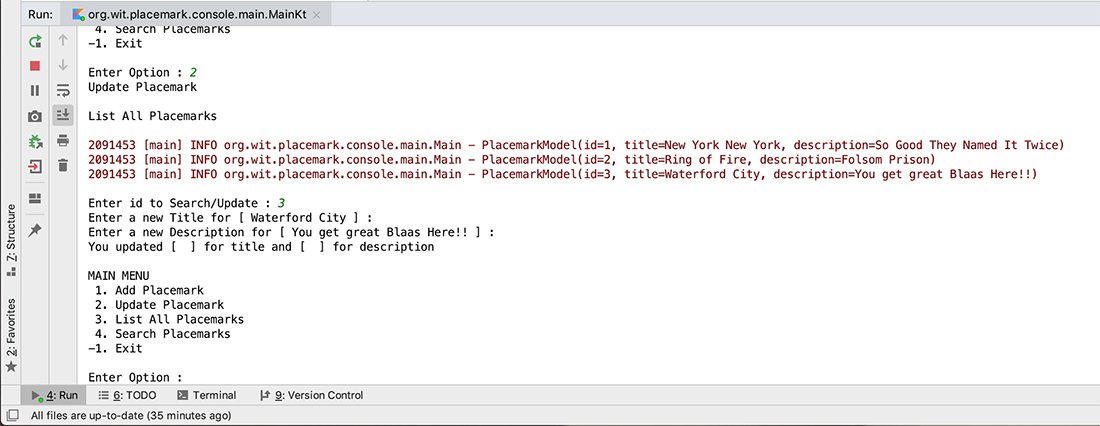 Run: org.wit.placemark.console.main.MainKt
4. Search Placemarks
-1. Exit
Enter Option : 2
Update Placemark
List All Placemarks
2091453 [main] INFO org.wit.placemark.console.main.Main - PlacemarkModel(id=1, title=New York New York, description=So Good They Named It Twice)
2091453 [main] INFO org.wit.placemark.console.main.Main - PlacemarkModel(id=2, title=Ring of Fire, description=Folsom Prison)
2091453 [main] INFO org.wit.placemark.console.main.Main - PlacemarkModel(id=3, title=Waterford City, description=You get great Blaas Here!!)
Enter id to Search/Update : 3
Enter a new Title for [ Waterford City ] :
Enter a new Description for [ You get great Blaas Here!! ] :
You updated [  ] for title and [  ] for description
MAIN MENU
1. Add Placemark
2. Update Placemark
3. List All Placemarks
4. Search Placemarks
-1. Exit
Enter Option :
Z: Structure
2: Favorites
4: Run 6: TODO Terminal 9: Version Control
All files are up-to-date (35 minutes ago)